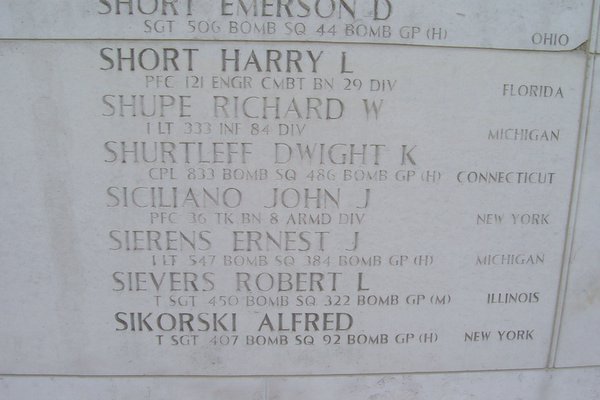 SHORT EMERSON D
SGT 506 BOMB SQ 44 BOMB GP (H) OHIO
SHORT HARRY L
PFC 121 ENGR CMBT BN 29 DIV FLORIDA
SHUPE RICHARD W
1 LT 333 INF 84 DIV MICHIGAN
SHURTLEFF DWIGHT K
CPL 833 BOMB SQ 486 BOMB GP (H) CONNECTICUT
SICILIANO JOHN J
PFC 36 TK BN 8 ARMD DIV NEW YORK
SIERENS ERNEST J
1 LT 547 BOMB SQ 384 BOMB GP (H) MICHIGAN
SIEVERS ROBERT L
T SGT 450 BOMB SQ 322 BOMB GP (M) ILLINOIS
SIKORSKI ALFRED
T SGT 407 BOMB SQ 92 BOMB GP (H) NEW YORK